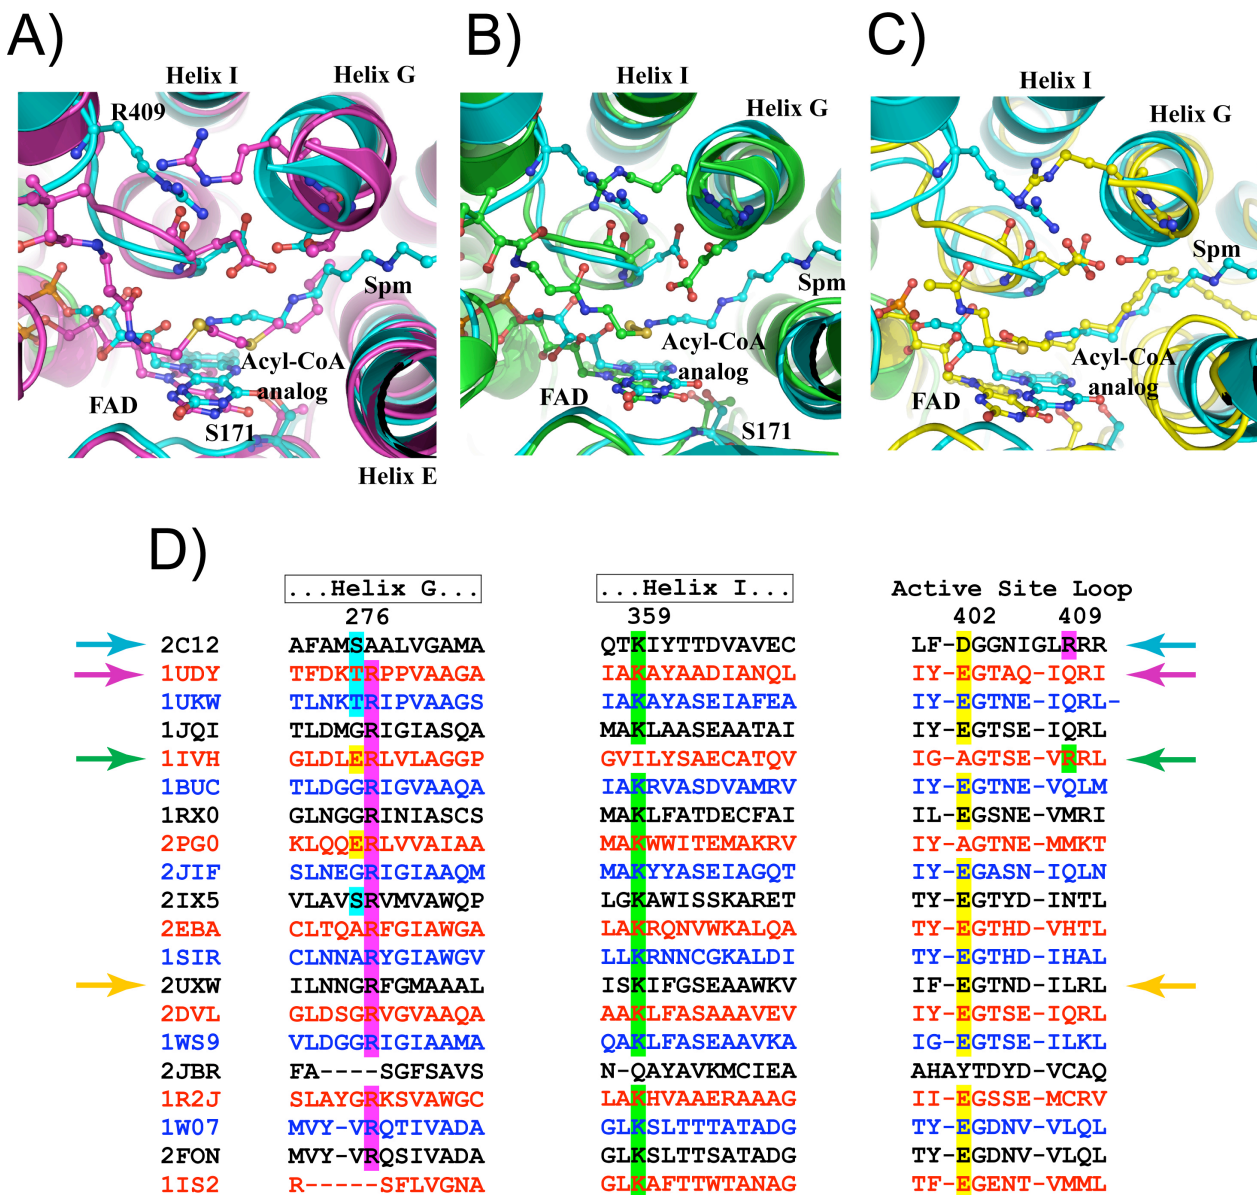 A)
B)
C)
Helix I
Helix G
R409
Spm
Acyl-CoA
analog
FAD
S171
Helix E
Helix I
Helix G
Spm
Acyl-CoA
analog
FAD
S171
Helix I
Helix G
Spm
Acyl-CoA
analog
FAD
D)
...Helix G... ...Helix I... Active Site Loop
276 359 402 409
2C12 AFAMSAALVGAMA QTKIYTTDVAVEC LF-DGGNIGLRRR
1UDY TFDKTRPPVAAGA IAKAYAADIANQL IY-EGTAQ-IQRI
1UKW TLNKTRIPVAAGS IAKAYASEIAFEA IY-EGTNE-IQRL-
1JQI TLDMGRIGIASQA MAKLAASEAATAI IY-EGTSE-IQRL
1IVH GLDLERLVLAGGP GVILYSAECATQV IG-AGTSE-VRRL
1BUC TLDGGRIGVAAQA IAKRVASDVAMRV IY-EGTNE-VQLM
1RX0 GLNGGRINIASCS MAKLFATDECFAI IL-EGSNE-VMRI
2PG0 KLQQERLVVAIAA MAKWWITEMAKRV IY-AGTNE-MMKT
2JIF SLNEGRIGIAAQM MAKYYASEIAGQT IY-EGASN-IQLN
2IX5 VLAVSRVMVAWQP LGKAWISSKARET TY-EGTYD-INTL
2EBA CLTQARFGIAWGA LAKRQNVWKALQA TY-EGTHD-VHTL
1SIR CLNNARYGIAWGV LLKRNNCGKALDI TY-EGTHD-IHAL
2UXW ILNNGRFGMAAAL ISKIFGSEAAWKV IF-EGTND-ILRL
2DVL GLDSGRVGVAAQA AAKLFASAAAVEV IY-EGTSE-IQRL
1WS9 VLDGGRIGIAAMA QAKLFASEAAVKA IG-EGTSE-ILKL
2JBR FA----SGFSAVS N-QAYAVKMCIEA AHAYTDYD-VCAQ
1R2J SLAYGRKSVAWGC LAKHVAAERAAAG II-EGSSE-MCRV
1W07 MVY-VRQTIVADA GLKSLTTTATADG TY-EGDNV-VLQL
2FON MVY-VRQSIVADA GLKSLTTSATADG TY-EGDNV-VLQL
1IS2 R-----SFLVGNA GLKAFTTWTANAG TF-EGENT-VMML